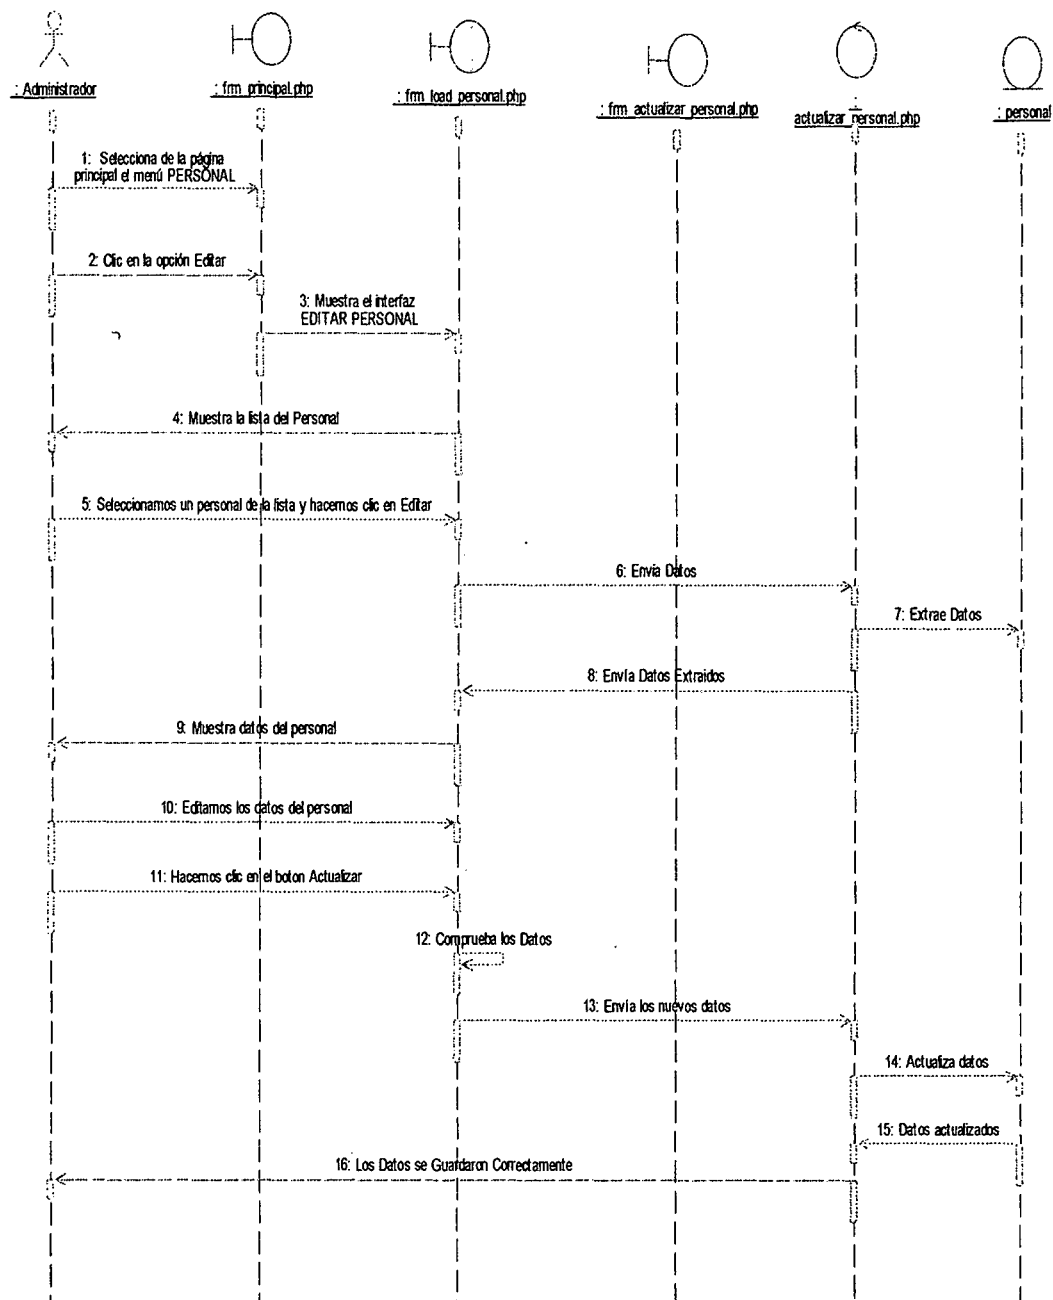 : Administrador
: frm_principal.php
: frm_load_personal.php
: frm_actualizar_personal.php
:
actualizar_personal.php
: personal
1: Selecciona de la página
principal el menú PERSONAL
2: Clic en la opción Editar
3: Muestra el interfaz
EDITAR PERSONAL
4: Muestra la lista del Personal
5: Seleccionamos un personal de la lista y hacemos clic en Editar
6: Envia Datos
7: Extrae Datos
8: Envía Datos Extraidos
9: Muestra datos del personal
10: Editamos los datos del personal
11: Hacemos clic en el boton Actualizar
12: Comprueba los Datos
13: Envía los nuevos datos
14: Actualiza datos
15: Datos actualizados
16: Los Datos se Guardaron Correctamente